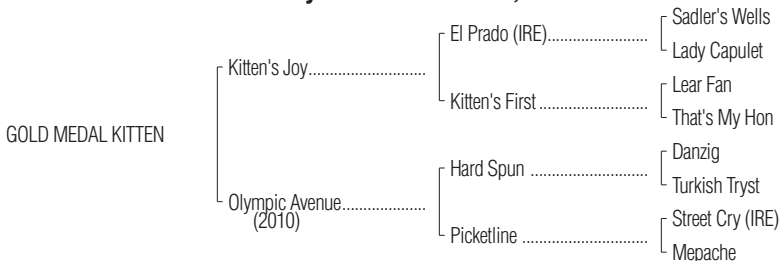 Sadler's Wells
El Prado (IRE)..........................
Lady Capulet
Kitten's Joy..............................
Lear Fan
Kitten's First ............................
That's My Hon
GOLD MEDAL KITTEN
Danzig
Hard Spun ..............................
Turkish Tryst
Olympic Avenue.....................
(2010)
Street Cry (IRE)
Picketline ................................
Mepache